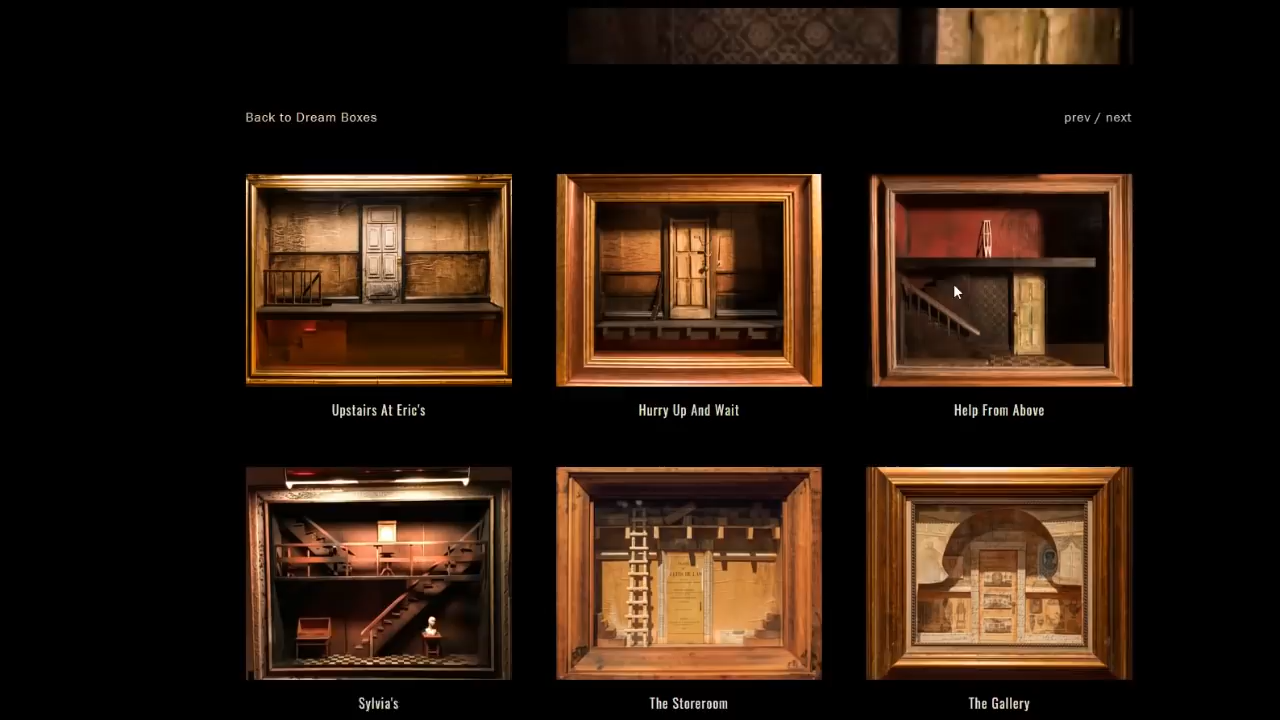 Back to Dream Boxes
prev / next
Upstairs At Eric's
Hurry Up And Wait
Help From Above
Sylvia's
The Storeroom
The Gallery